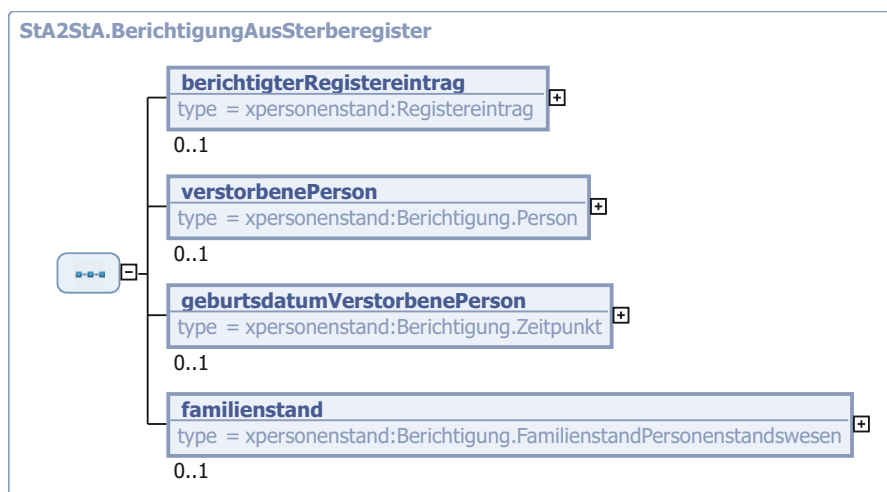 StA2StA.BerichtigungAusSterberegister
berichtigterRegistereintrag
type = xpersonenstand:Registereintrag
0..1
verstorbenePerson
type = xpersonenstand:Berichtigung.Person
0..1
geburtsdatumVerstorbenePerson
type = xpersonenstand:Berichtigung.Zeitpunkt
0..1
familienstand
type = xpersonenstand:Berichtigung.FamilienstandPersonenstandswesen
0..1